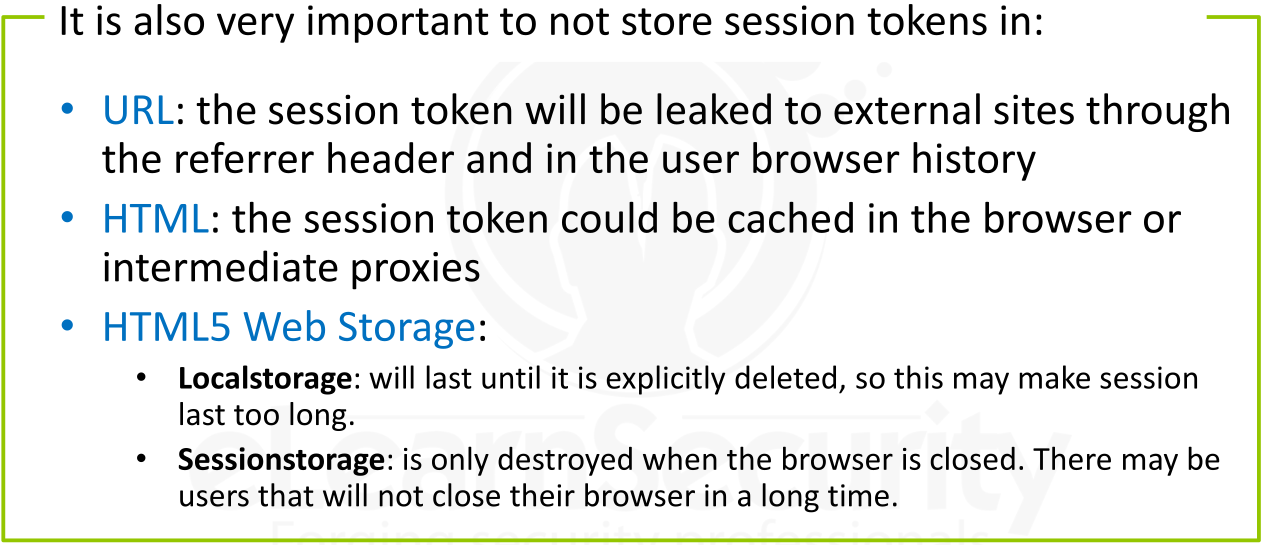 It is also very important to not store session tokens in:
• URL: the session token will be leaked to external sites through
the referrer header and in the user browser history
• HTML: the session token could be cached in the browser or
intermediate proxies
• HTML5 Web Storage:
• Localstorage: will last until it is explicitly deleted, so this may make session
last too long.
• Sessionstorage: is only destroyed when the browser is closed. There may be
users that will not close their browser in a long time.
eLearnSecurity
Forging security professionals